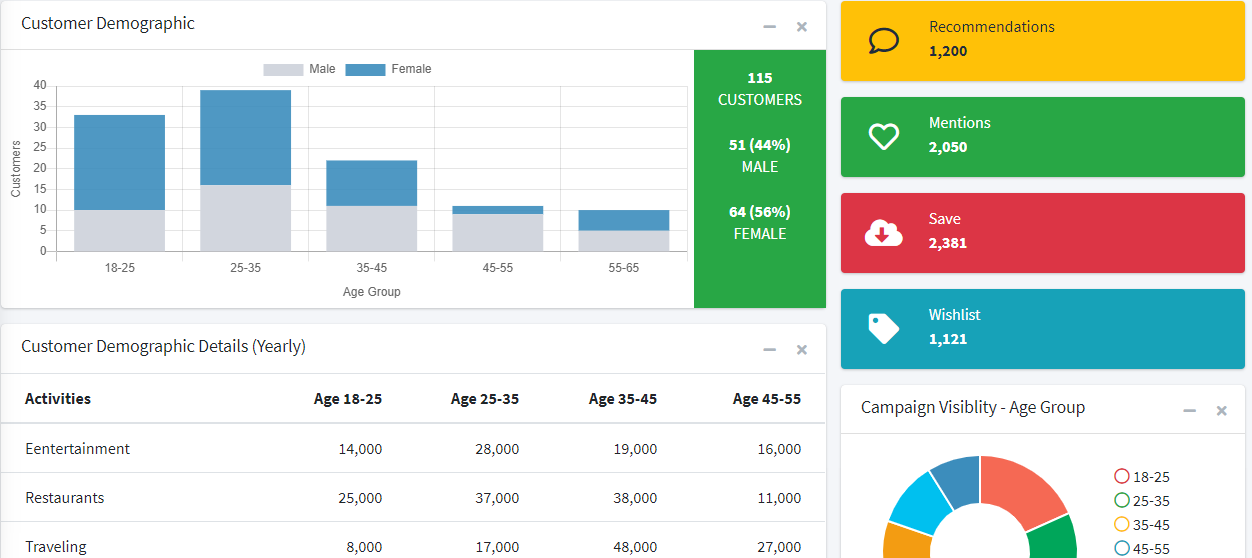 Customer Demographic
Male Female
40
35
30
25
20
15
10
5
0
Customers
18-25 25-35 35-45 45-55 55-65
Age Group
115
CUSTOMERS
51 (44%)
MALE
64 (56%)
FEMALE
Recommendations
1,200
Mentions
2,050
Save
2,381
Wishlist
1,121
Customer Demographic Details (Yearly)
Activities Age 18-25 Age 25-35 Age 35-45 Age 45-55
Eentertainment 14,000 28,000 19,000 16,000
Restaurants 25,000 37,000 38,000 11,000
Traveling 8,000 17,000 48,000 27,000
Campaign Visiblity - Age Group
18-25
25-35
35-45
45-55